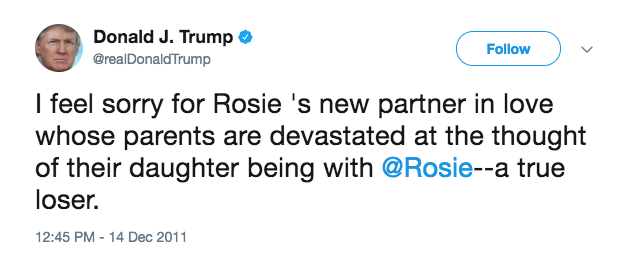 Donald J. Trump
@realDonaldTrump
Follow
I feel sorry for Rosie 's new partner in love
whose parents are devastated at the thought
of their daughter being with @Rosie--a true
loser.
12:45 PM - 14 Dec 2011